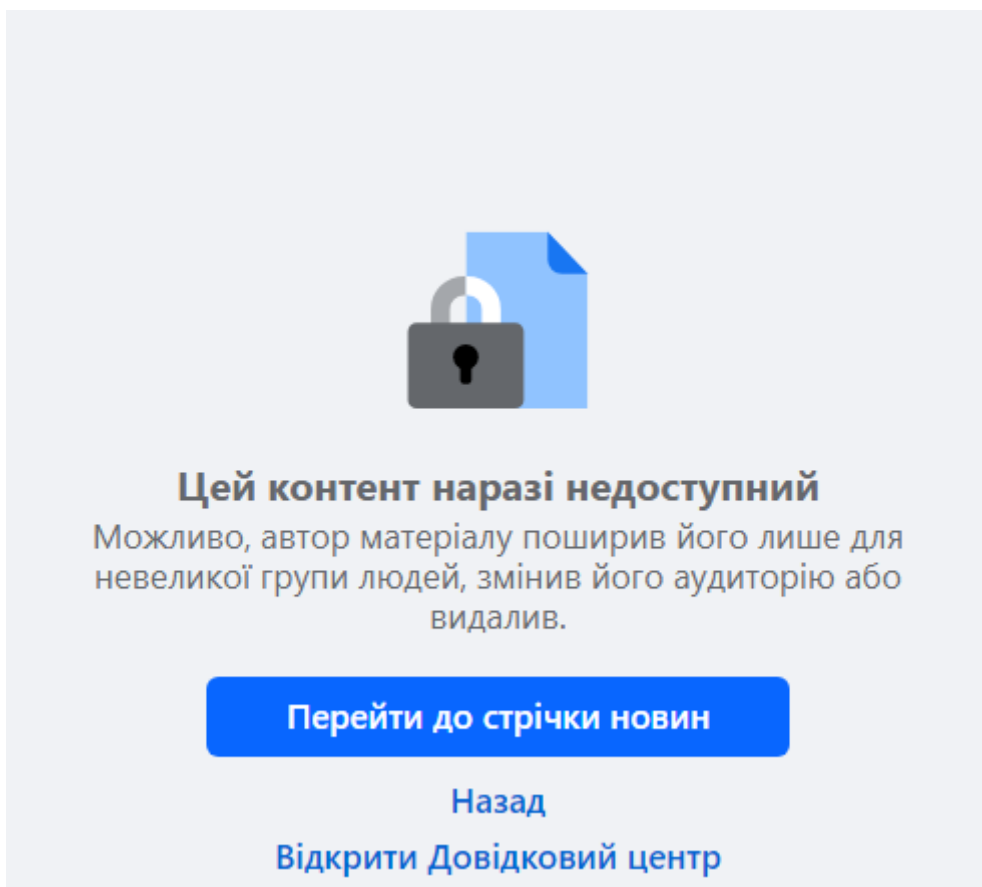 Цей контент наразі недоступний
Можливо, автор матеріалу поширив його лише для
невеликої групи людей, змінив його аудиторію або
видалив.
Перейти до стрічки новин
Назад
Відкрити Довідковий центр